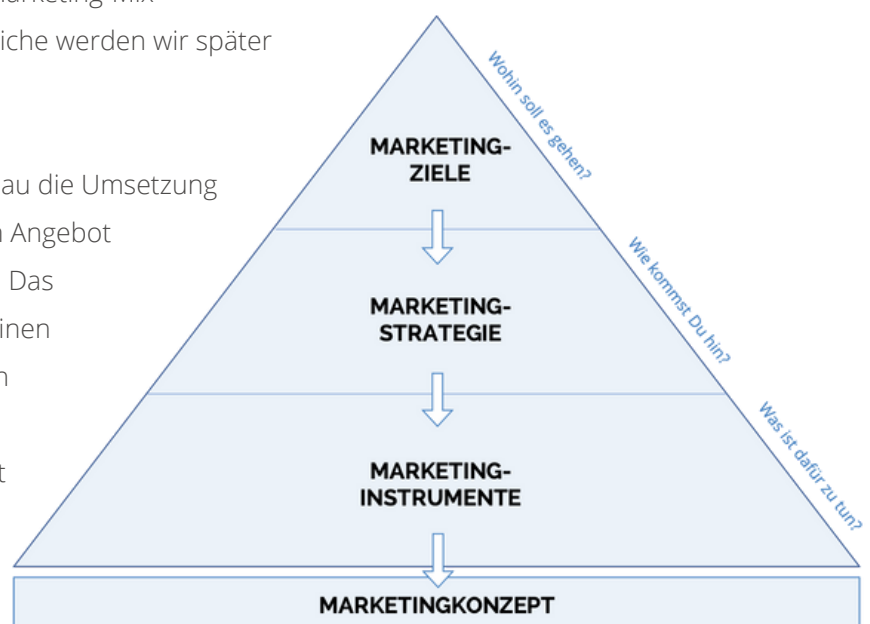 Marketing-Mix
iche werden wir später
au die Umsetzung
Angebot
Das
inen
t
Wohin soll es gehen?
MARKETING-
ZIELE
Wie kommst Du hin?
MARKETING-
STRATEGIE
Was ist dafür zu tun?
MARKETING-
INSTRUMENTE
MARKETINGKONZEPT